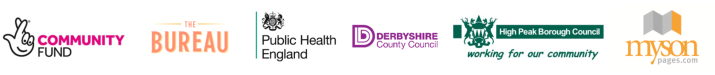 COMMUNITY
FUND
THE
BUREAU
Public Health
England
DERBYSHIRE
County Council
High Peak Borough Council
working for our community
myson
pages.com